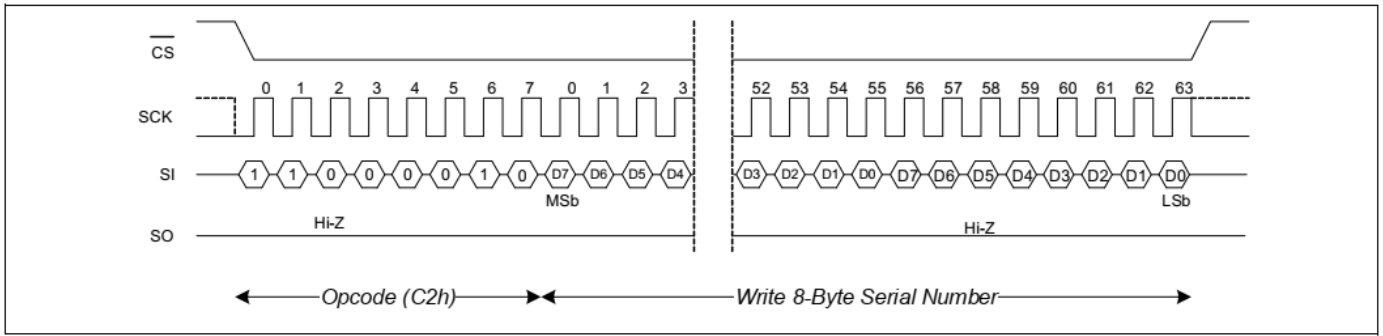 CS
0 1 2 3 4 5 6 7 0 1 2 3 52 53 54 55 56 57 58 59 60 61 62 63
SCK
SI 1 1 0 0 0 0 1 0 D7 D6 D5 D4 D3 D2 D1 D0 D7 D6 D5 D4 D3 D2 D1 D0
MSb LSb
Hi-Z Hi-Z
SO
Opcode (C2h) Write 8-Byte Serial Number